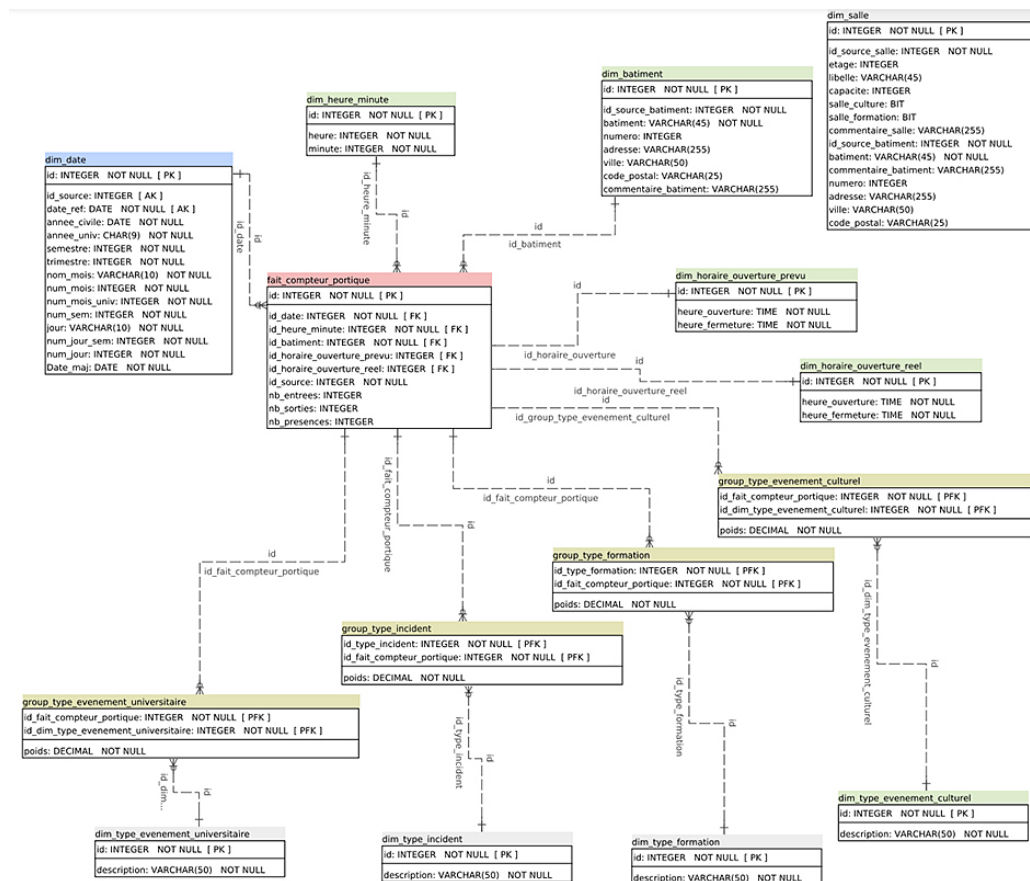 dim_salle
id: INTEGER NOT NULL [ PK ]
id_source_salle: INTEGER NOT NULL
etage: INTEGER
libelle: VARCHAR(45)
capacite: INTEGER
salle_culture: BIT
salle_formation: BIT
commentaire_salle: VARCHAR(255)
id_source_batiment: INTEGER NOT NULL
batiment: VARCHAR(45) NOT NULL
commentaire_batiment: VARCHAR(255)
numero: INTEGER
adresse: VARCHAR(255)
ville: VARCHAR(50)
code_postal: VARCHAR(25)
dim_batiment
id: INTEGER NOT NULL [ PK ]
id_source_batiment: INTEGER NOT NULL
batiment: VARCHAR(45) NOT NULL
numero: INTEGER
adresse: VARCHAR(255)
ville: VARCHAR(50)
code_postal: VARCHAR(25)
commentaire_batiment: VARCHAR(255)
dim_heure_minute
id: INTEGER NOT NULL [ PK ]
heure: INTEGER NOT NULL
minute: INTEGER NOT NULL
dim_date
id: INTEGER NOT NULL [ PK ]
id_source: INTEGER [ AK ]
date_ref: DATE NOT NULL [ AK ]
annee_civile: DATE NOT NULL
annee_univ: CHAR(9) NOT NULL
semestre: INTEGER NOT NULL
trimestre: INTEGER NOT NULL
nom_mois: VARCHAR(10) NOT NULL
num_mois: INTEGER NOT NULL
num_mois_univ: INTEGER NOT NULL
num_sem: INTEGER NOT NULL
jour: VARCHAR(10) NOT NULL
num_jour_sem: INTEGER NOT NULL
num_jour: INTEGER NOT NULL
Date_maj: DATE NOT NULL
id
id_date
id
id_heure_minute
id
id_batiment
fait_compteur_portique
id: INTEGER NOT NULL [ PK ]
id_date: INTEGER NOT NULL [ FK ]
id_heure_minute: INTEGER NOT NULL [ FK ]
id_batiment: INTEGER NOT NULL [ FK ]
id_horaire_ouverture_prevu: INTEGER [ FK ]
id_horaire_ouverture_reel: INTEGER [ FK ]
id_source: INTEGER NOT NULL
nb_entrees: INTEGER
nb_sorties: INTEGER
nb_presences: INTEGER
dim_horaire_ouverture_prevu
id: INTEGER NOT NULL [ PK ]
heure_ouverture: TIME NOT NULL
heure_fermeture: TIME NOT NULL
id
id_horaire_ouverture
dim_horaire_ouverture_reel
id: INTEGER NOT NULL [ PK ]
heure_ouverture: TIME NOT NULL
heure_fermeture: TIME NOT NULL
id
id_horaire_ouverture_reel
id
id_group_type_evenement_culturel
group_type_evenement_culturel
id_fait_compteur_portique: INTEGER NOT NULL [ PFK ]
id_dim_type_evenement_culturel: INTEGER NOT NULL [ PFK ]
poids: DECIMAL NOT NULL
id
id_fait_compteur_portique
group_type_formation
id_type_formation: INTEGER NOT NULL [ PFK ]
id_fait_compteur_portique: INTEGER NOT NULL [ PFK ]
poids: DECIMAL NOT NULL
id
id_fait_compteur_portique
group_type_incident
id_type_incident: INTEGER NOT NULL [ PFK ]
id_fait_compteur_portique: INTEGER NOT NULL [ PFK ]
poids: DECIMAL NOT NULL
id
id_fait_compteur_portique
group_type_evenement_universitaire
id_fait_compteur_portique: INTEGER NOT NULL [ PFK ]
id_dim_type_evenement_universitaire: INTEGER NOT NULL [ PFK ]
poids: DECIMAL NOT NULL
id
id_dim...
id
id_type_incident
id
id_type_formation
id
id_dim_type_evenement_culturel
dim_type_evenement_universitaire
id: INTEGER NOT NULL [ PK ]
description: VARCHAR(50) NOT NULL
dim_type_incident
id: INTEGER NOT NULL [ PK ]
description: VARCHAR(50) NOT NULL
dim_type_formation
id: INTEGER NOT NULL [ PK ]
description: VARCHAR(50) NOT NULL
dim_type_evenement_culturel
id: INTEGER NOT NULL [ PK ]
description: VARCHAR(50) NOT NULL